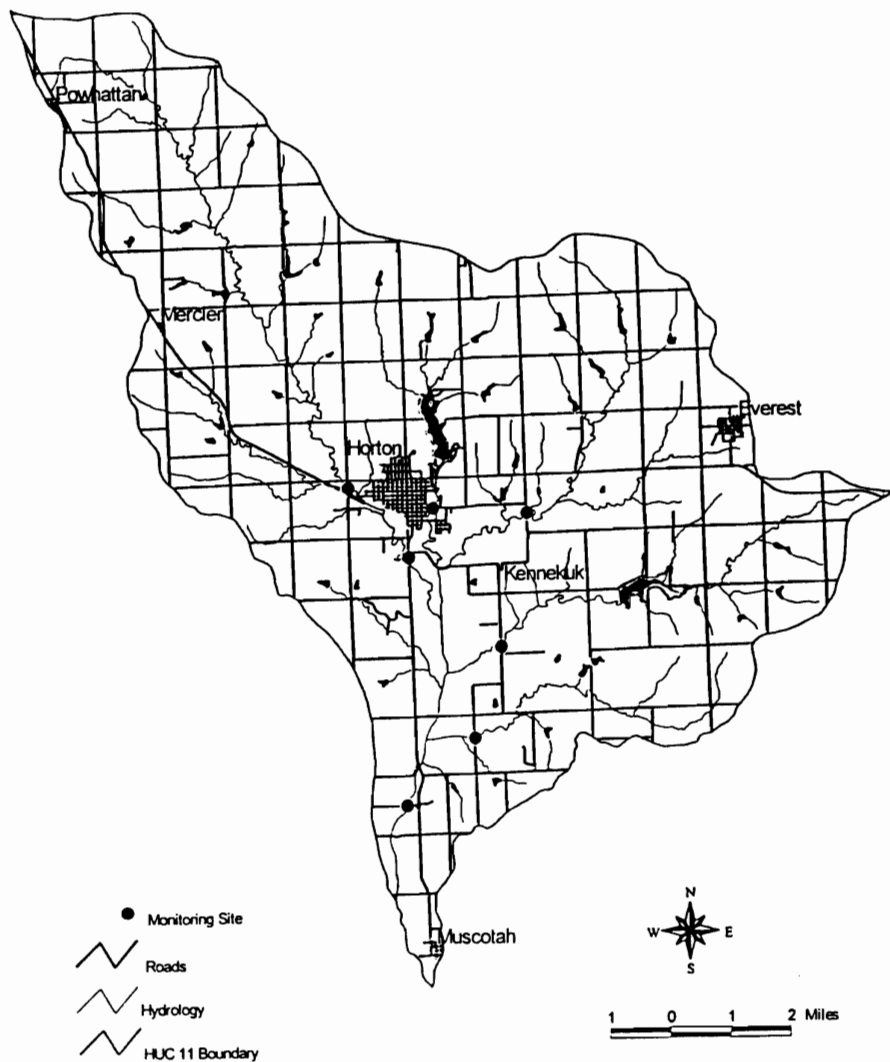 Powhattan
Mercier
Everest
Horton
Kennekuk
Muscotah
Monitoring Site
Roads
Hydrology
HUC 11 Boundary
N
W E
S
1 0 1 2 Miles